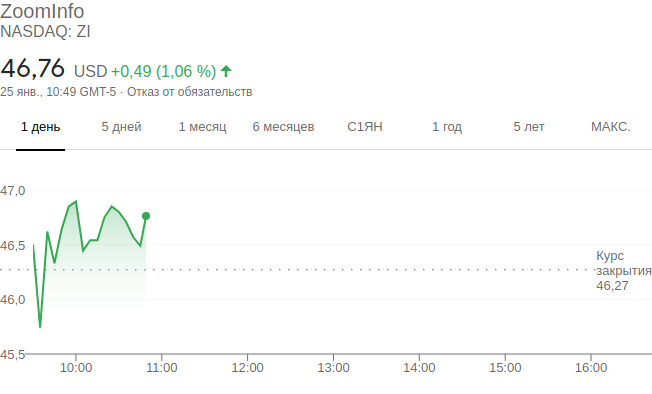 ZoomInfo
NASDAQ: ZI
46,76 USD +0,49 (1,06 %)
25 янв., 10:49 GMT-5 · Отказ от обязательств
1 день 5 дней 1 месяц 6 месяцев С1ЯН 1 год 5 лет МАКС.
47,0
46,5
Курс
закрытия
46,27
46,0
45,5
10:00 11:00 12:00 13:00 14:00 15:00 16:00